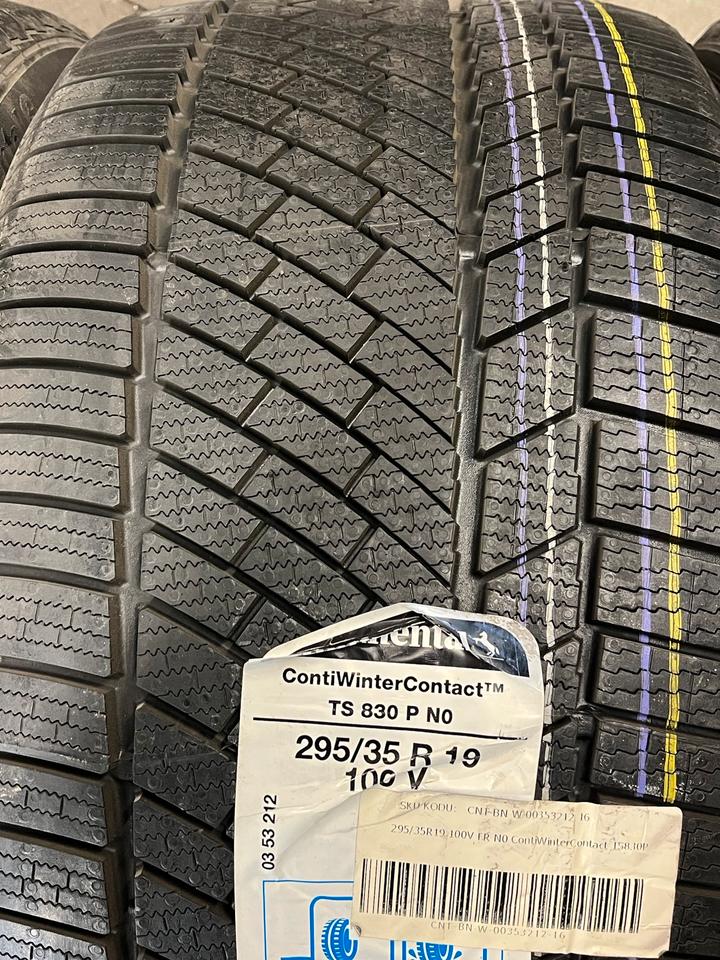 ContiWinterContact™
TS 830 P N0
295/35 R 19
100 V
03 53 212
SKU KODU: CNT-BN-W-00353212-16
295/35R19 100V FR N0 ContiWinterContact TS830P
CNT-BN-W-00353212-16